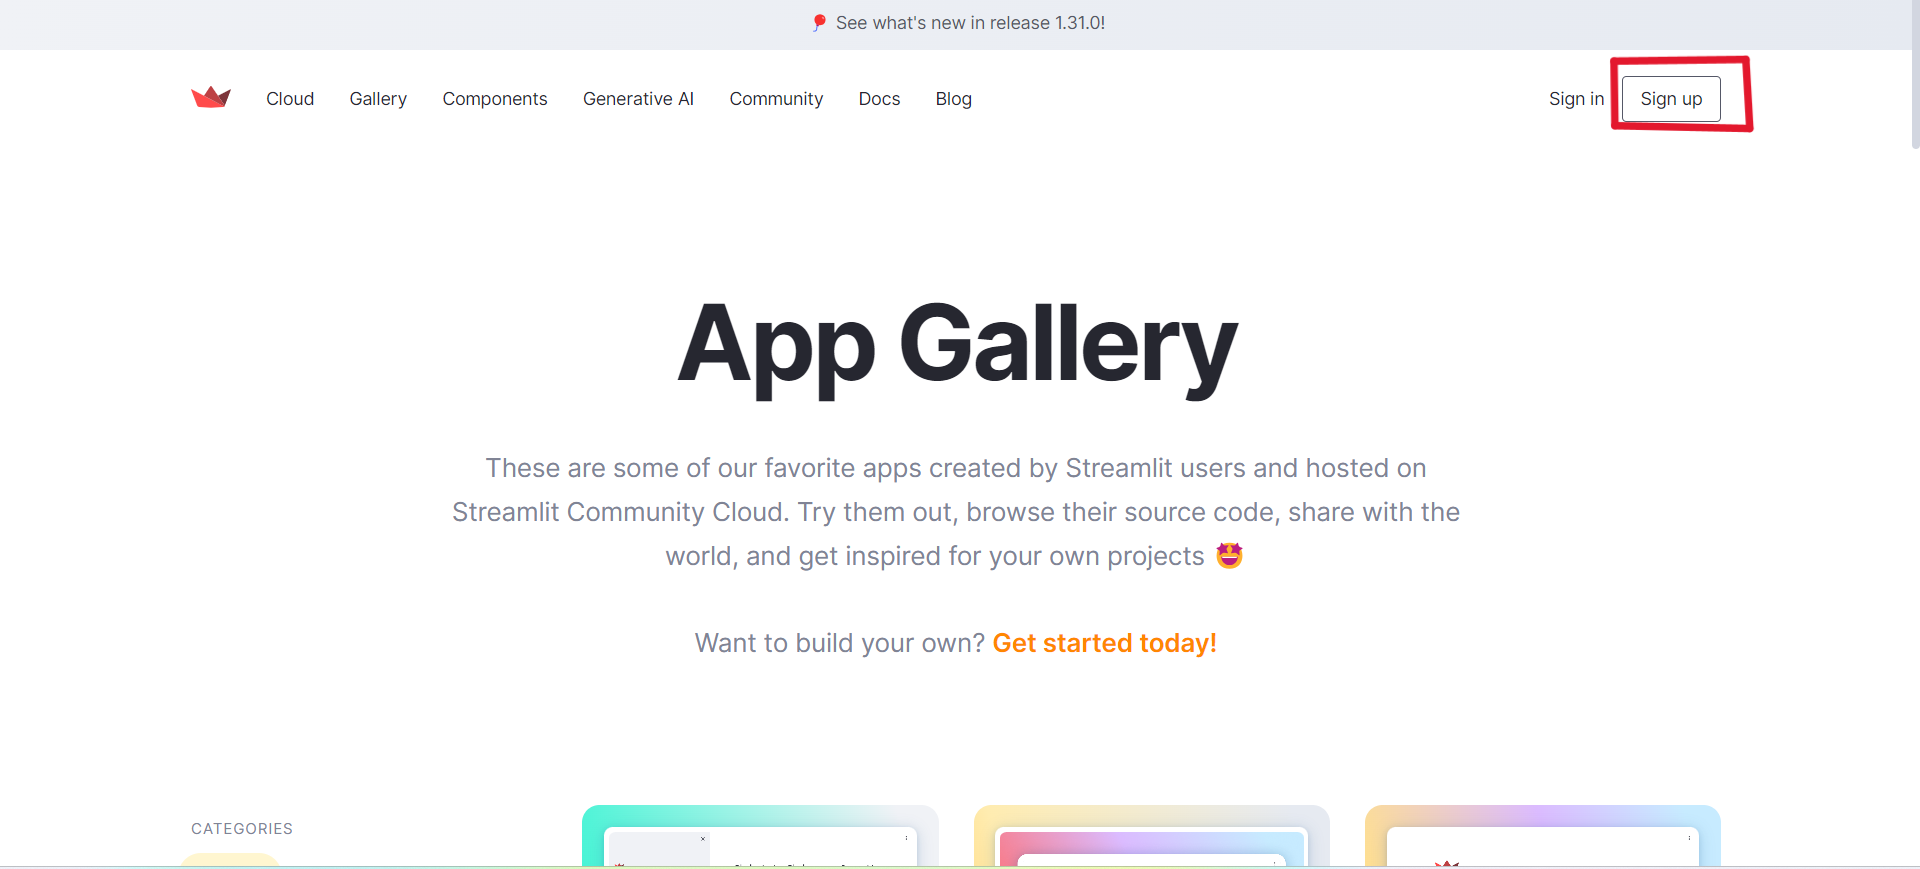 See what's new in release 1.31.0!
Cloud Gallery Components Generative AI Community Docs Blog Sign in Sign up
App Gallery
These are some of our favorite apps created by Streamlit users and hosted on
Streamlit Community Cloud. Try them out, browse their source code, share with the
world, and get inspired for your own projects 🤩
Want to build your own? Get started today!
CATEGORIES